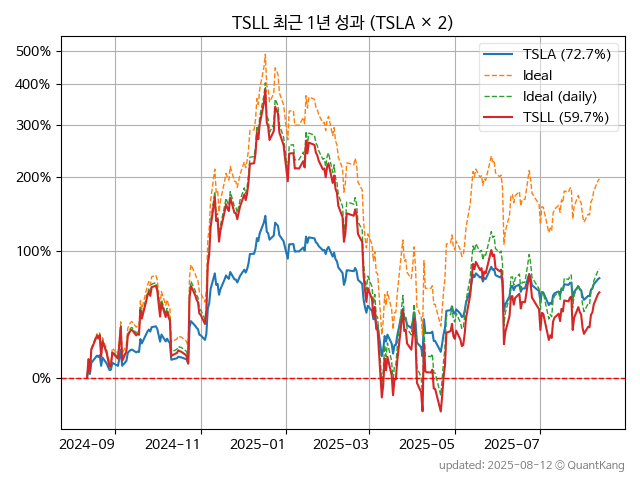 TSLL 최근 1년 성과 (TSLA × 2)
500%
400%
300%
200%
100%
0%
TSLA (72.7%)
Ideal
Ideal (daily)
TSLL (59.7%)
2024-09
2024-11
2025-01
2025-03
2025-05
2025-07
updated: 2025-08-12 © QuantKang